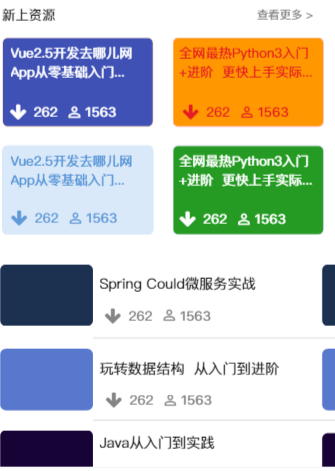 新上资源 查看更多 >
Vue2.5开发去哪儿网
App从零基础入门...
262 1563
全网最热Python3入门
+进阶 更快上手实际...
262 1563
Vue2.5开发去哪儿网
App从零基础入门...
262 1563
全网最热Python3入门
+进阶 更快上手实际...
262 1563
Spring Could微服务实战
262 1563
玩转数据结构 从入门到进阶
262 1563
Java从入门到实践